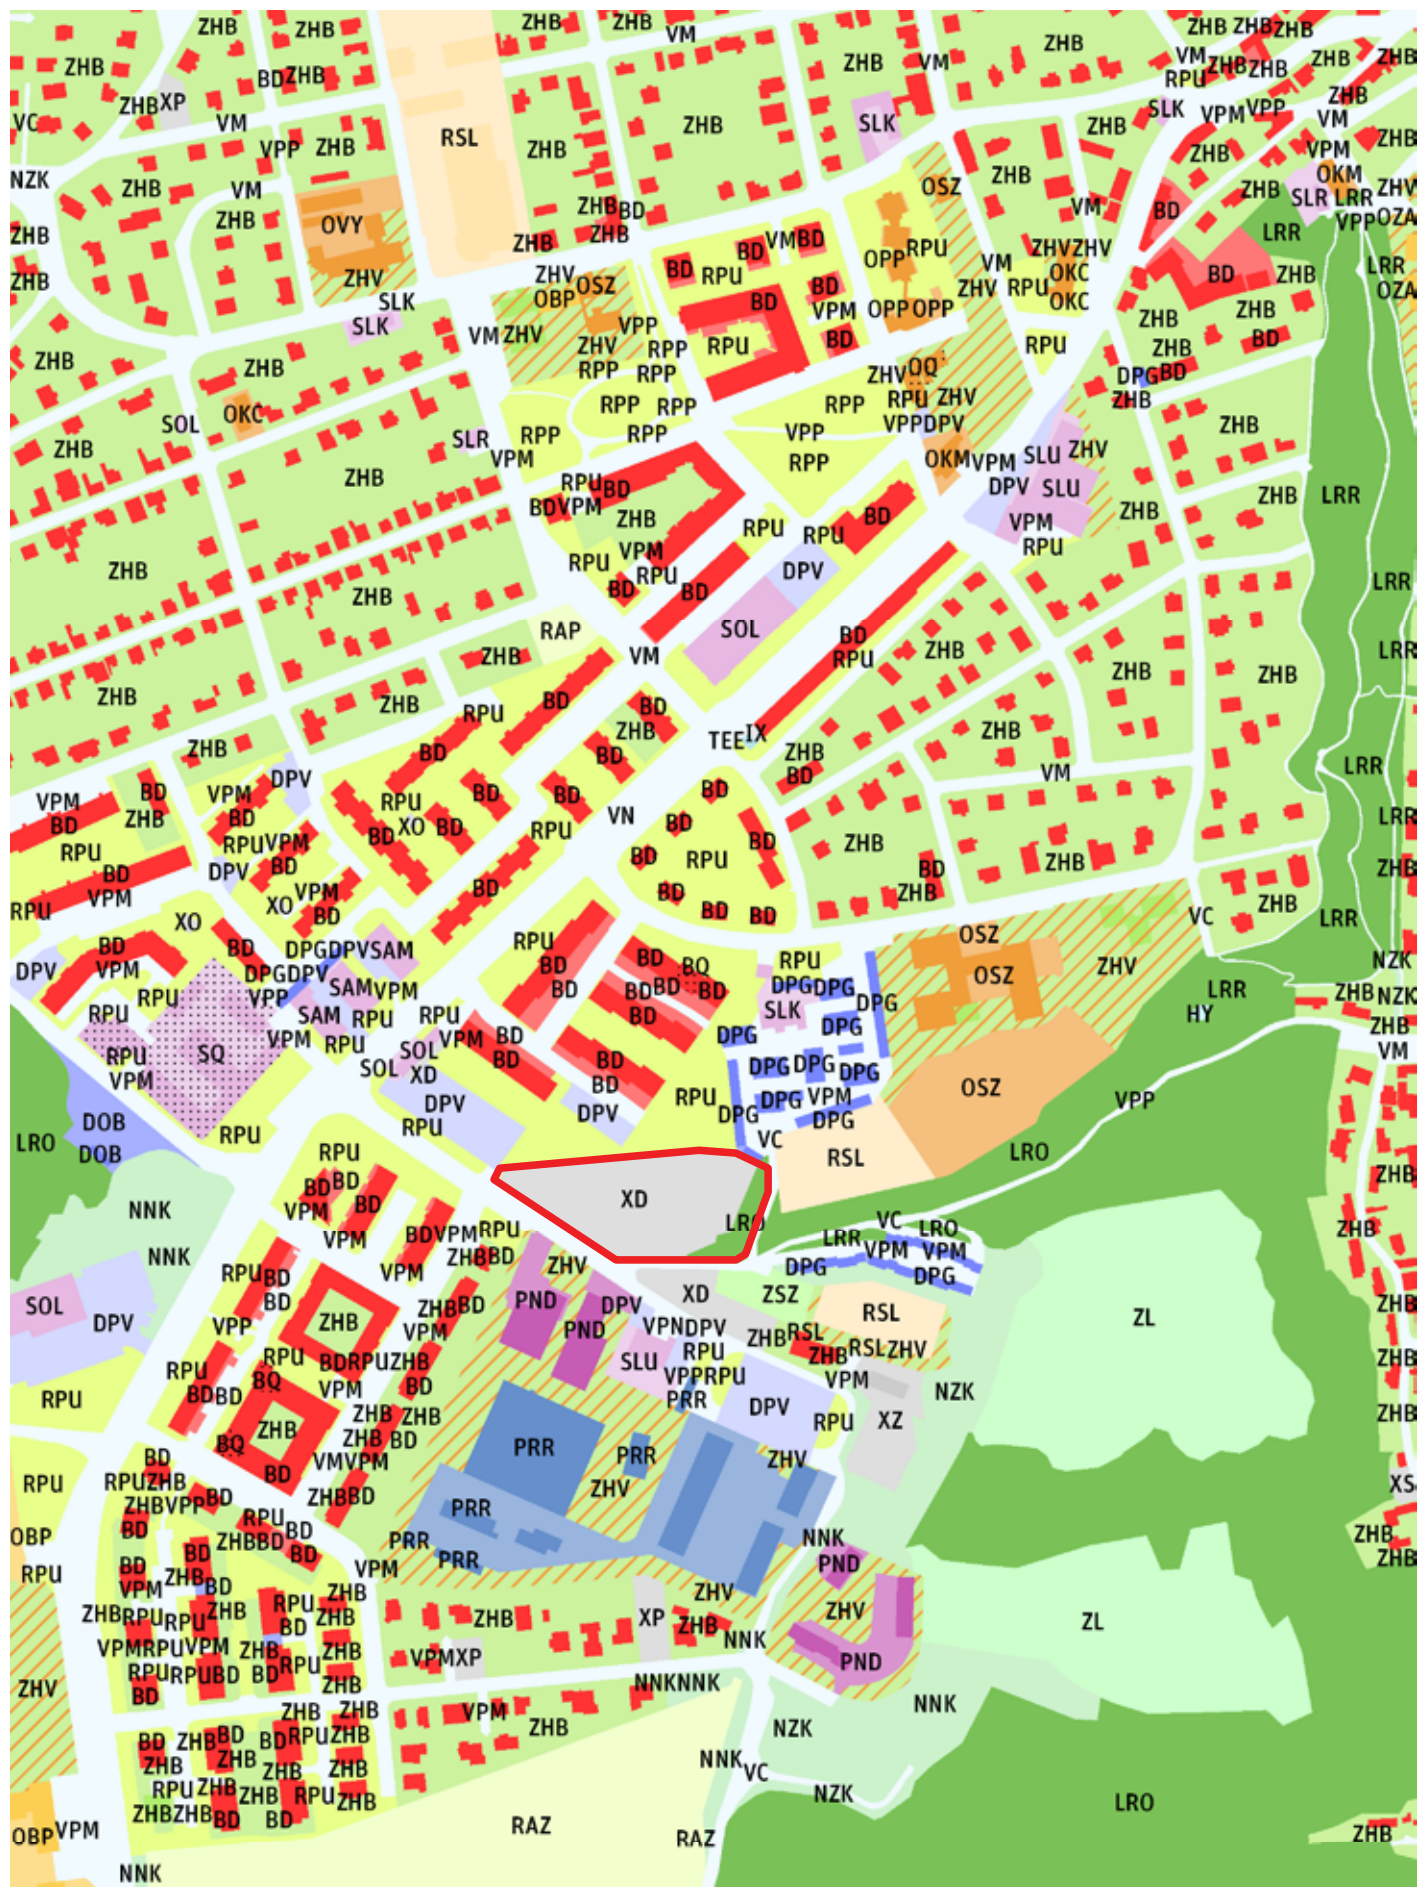 ZHB ZHB ZHB ZHB VM ZHB ZHB ZHB
ZHB BD ZHB ZHB VM ZHB VM ZHB ZHB ZHB ZHB
ZHB XP RPU ZHB
VC VM RSL ZHB SLK ZHB SLK VPM VPP VM
VPP ZHB ZHB ZHB VPM ZHB
NZK ZHB VM OSZ ZHB ZHB OKM ZHV
ZHB ZHB OVY ZHB BD VM BD SLR LRR
ZHB ZHB ZHB BD VM BD OPP RPU ZHV ZHV LRR VPP OZA
ZHB ZHV ZHV OSZ BD RPU VM OKC BD ZHB LRR
SLK OBP BD BD ZHV RPU OKC OZA
SLK VM ZHV VPP VPM OPP OPP ZHB ZHB
ZHB ZHB ZHV RPP RPU BD RPU ZHB BD
RPP RPP ZHV OQ DPG BD
OKC RPP RPP RPP RPU ZHV ZHB
SOL SLR RPP RPP VPP VPP DPV ZHB
ZHB VPM RPP OKM VPM SLU ZHV
ZHB RPU BD DPV SLU ZHB LRR
BD VPM ZHB RPU RPU BD VPM ZHB
ZHB RPU VPM RPU DPV RPU
ZHB BD BD LRR
RAP SOL BD
ZHB VM RPU ZHB ZHB ZHB LRR
ZHB ZHB RPU BD BD
ZHB BD ZHB BD TEE IX ZHB ZHB
VPM BD VPM DPV RPU BD BD BD BD VM LRR
BD ZHB BD XO BD VN BD LRR
RPU RPU VPM BD RPU BD BD ZHB
BD DPV BD BD BD RPU BD ZHB ZHB
RPU VPM XO VPM BD BD BD BD ZHB ZHB
XO BD VC LRR
BD BD DPG DPV SAM RPU BD OSZ
DPV VPM DPG DPV BD BQ RPU OSZ ZHV NZK
RPU VPP SAM VPM BD BD BD BD DPG DPG LRR ZHB NZK
RPU SAM RPU RPU BD SLK DPG HY ZHB
RPU SQ VPM RPU SOL VPM BD BD DPG DPG VM
VPM SOL XD BD DPG DPG DPG OSZ
DOB DPV BD RPU DPG VPM VPP
LRO RPU RPU DPV DPG DPG
DOB RPU VC RSL LRO ZHB
BD BD BD XD
NNK VPM LRO VC LRO ZHB
NNK VPM BD VPM RPU LRR VPM VPM
RPU BD VPM ZHB BD ZHV DPG DPG
SOL BD ZHB BD PND XD ZSZ RSL ZL ZHB
DPV VPP ZHB VPM PND DPV VPN DPV ZHB RSL
RPU RPU BD RPU ZHB SLU RPU ZHB RSL ZHV ZHB
RPU BD BD BQ VPM BD VPP RPU VPM NZK
ZHB ZHB ZHB PRR DPV RPU XZ ZHB
BQ ZHB BD PRR PRR
RPU BD BD VM VPM ZHV ZHV XS
RPU ZHB ZHB BD PRR
OBP ZHB VPP BD RPU BD PRR NNK ZHB
BD ZHB BD BD PRR PND ZHB
RPU BD BD VPM
VPM ZHB BD ZHB ZHV
ZHB RPU RPU ZHB RPU ZHB ZHB XP ZHB ZHV ZL
VPM RPU VPM ZHB BD ZHB NNK
ZHV RPU RPU BD BD RPU ZHB VPM XP PND
BD ZHB ZHB VPM NNK NNK NNK
BD ZHB BD BD RPU ZHB ZHB NZK
ZHB ZHB ZHB ZHB NNK VC
RPU ZHB ZHB RPU ZHB NZK LRO
ZHB ZHB BD BD RAZ
OBP VPM RAZ ZHB
NNK